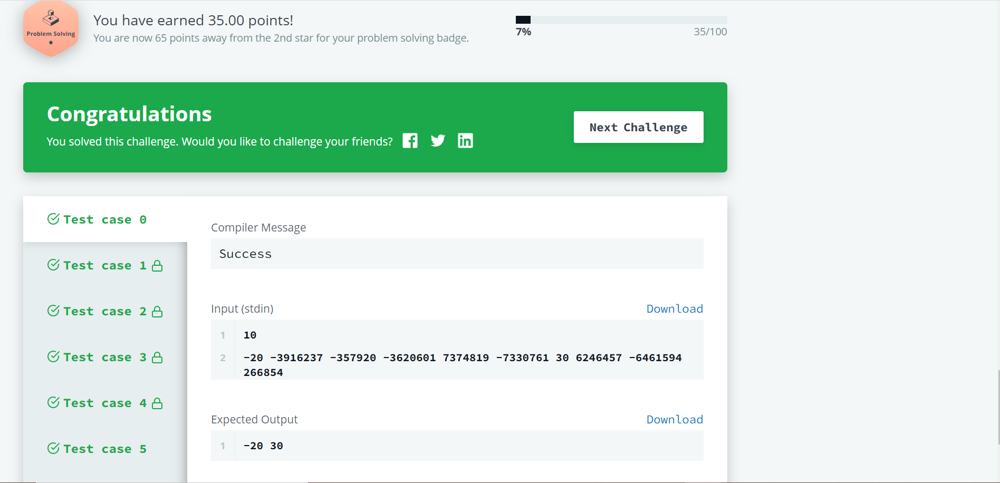 Problem Solving
You have earned 35.00 points!
You are now 65 points away from the 2nd star for your problem solving badge.
7%
35/100
Congratulations
You solved this challenge. Would you like to challenge your friends?
Next Challenge
Test case 0
Test case 1
Test case 2
Test case 3
Test case 4
Test case 5
Compiler Message
Success
Input (stdin)
Download
1 10
2 -20 -3916237 -357920 -3620601 7374819 -7330761 30 6246457 -6461594
266854
Expected Output
Download
1 -20 30